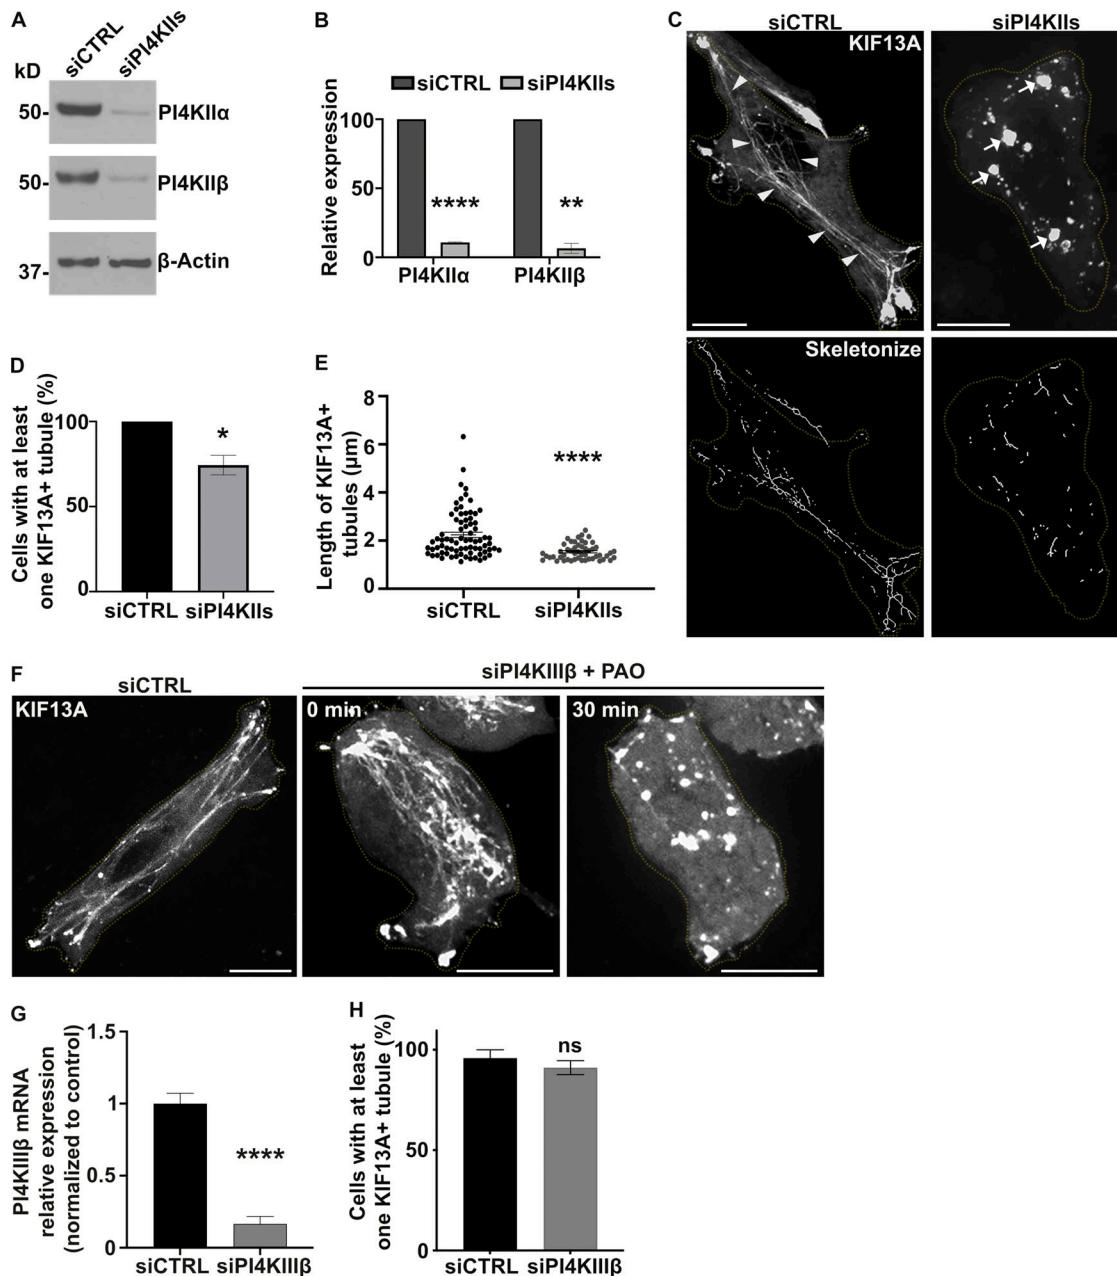 A
siCTRL
siPI4KIIs
kD
50-
PI4KIIα
50-
PI4KIIβ
37-
β-Actin
B
siCTRL
siPI4KIIs
Relative expression
100
50
0
****
**
PI4KIIα
PI4KIIβ
C
siCTRL
siPI4KIIs
KIF13A
Skeletonize
D
Cells with at least
one KIF13A+ tubule (%)
100
50
0
*
siCTRL
siPI4KIIs
E
Length of KIF13A+
tubules (µm)
8
6
4
2
0
****
siCTRL
siPI4KIIs
F
siCTRL
siPI4KIIIβ + PAO
KIF13A
0 min
30 min
G
PI4KIIIβ mRNA
relative expression
(normalized to control)
1.5
1
0.5
0
****
siCTRL
siPI4KIIIβ
H
Cells with at least
one KIF13A+ tubule (%)
100
50
0
ns
siCTRL
siPI4KIIIβ